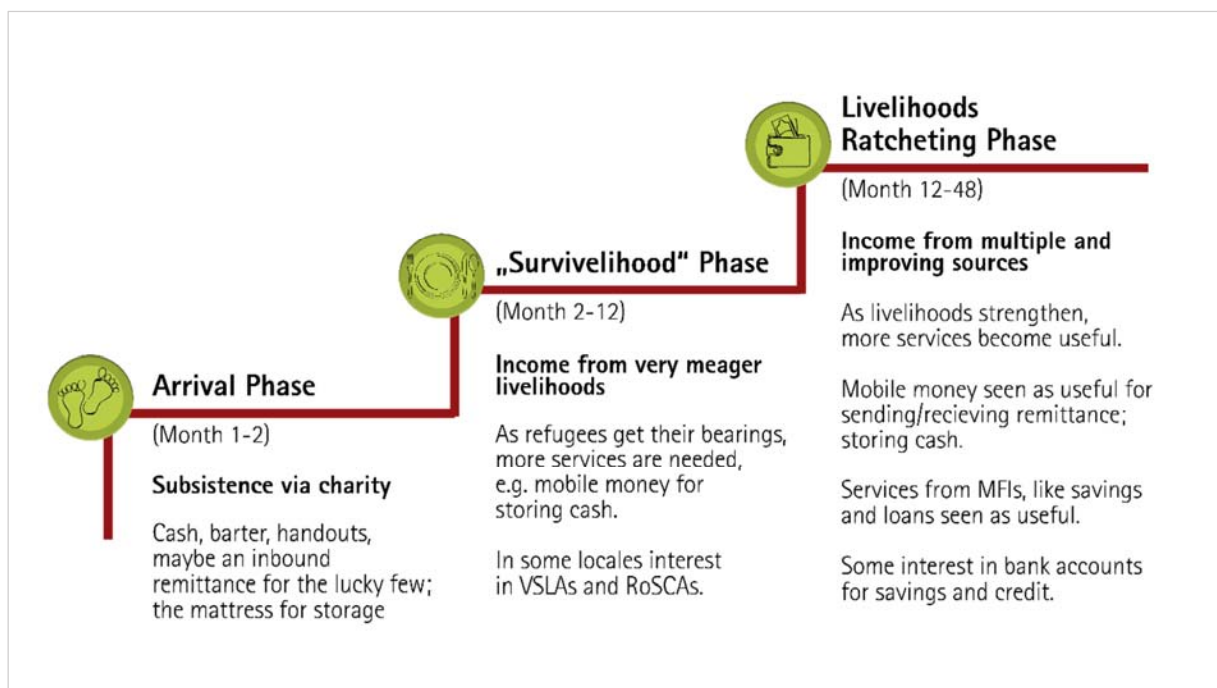 Arrival Phase
(Month 1-2)
Subsistence via charity
Cash, barter, handouts,
maybe an inbound
remittance for the lucky few;
the mattress for storage
„Survivelihood“ Phase
(Month 2-12)
Income from very meager
livelihoods
As refugees get their bearings,
more services are needed,
e.g. mobile money for
storing cash.
In some locales interest
in VSLAs and RoSCAs.
Livelihoods
Ratcheting Phase
(Month 12-48)
Income from multiple and
improving sources
As livelihoods strengthen,
more services become useful.
Mobile money seen as useful for
sending/recieving remittance;
storing cash.
Services from MFIs, like savings
and loans seen as useful.
Some interest in bank accounts
for savings and credit.